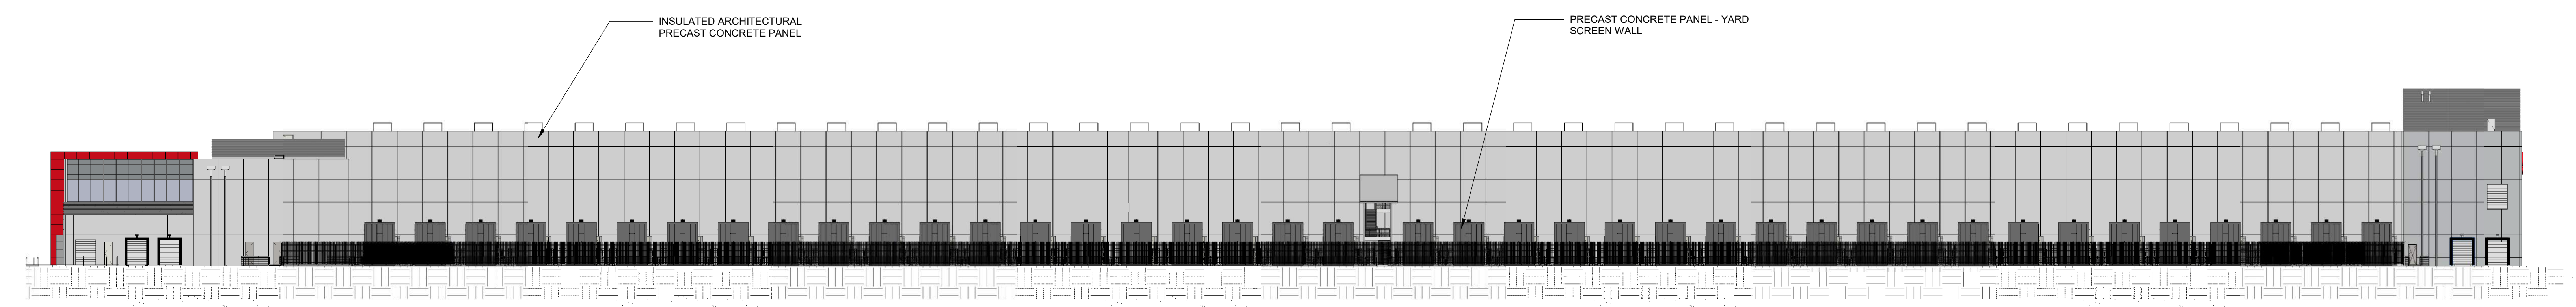 INSULATED ARCHITECTURAL
PRECAST CONCRETE PANEL
PRECAST CONCRETE PANEL - YARD
SCREEN WALL